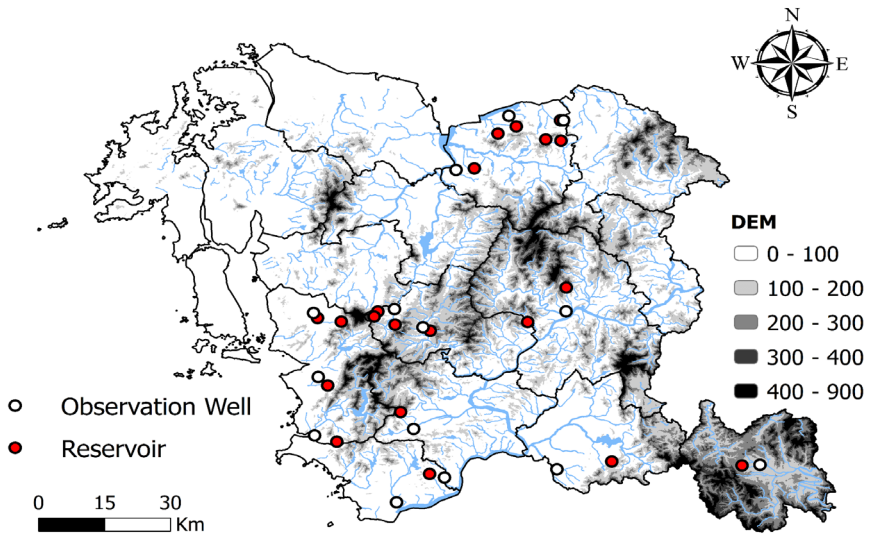 N
W E
S
DEM
0 - 100
100 - 200
200 - 300
300 - 400
400 - 900
Observation Well
Reservoir
0 15 30
Km